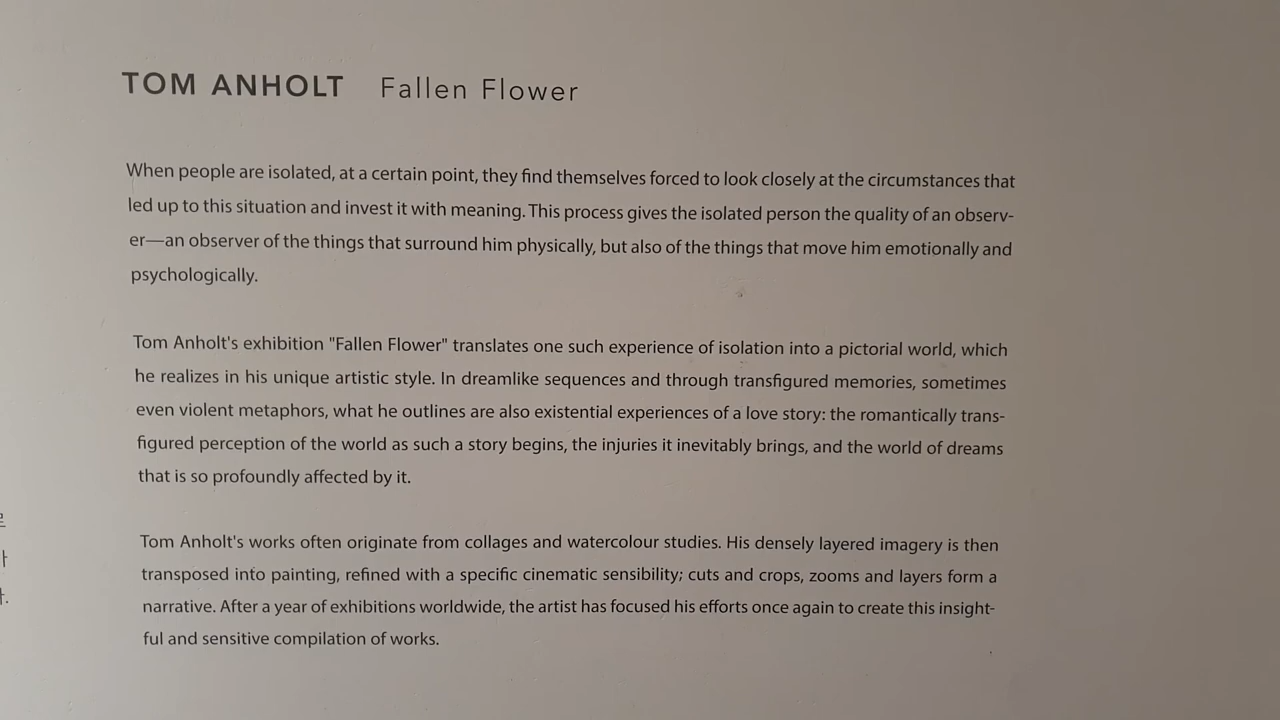 TOM ANHOLT Fallen Flower
When people are isolated, at a certain point, they find themselves forced to look closely at the circumstances that
led up to this situation and invest it with meaning. This process gives the isolated person the quality of an observ-
er—an observer of the things that surround him physically, but also of the things that move him emotionally and
psychologically.
Tom Anholt's exhibition "Fallen Flower" translates one such experience of isolation into a pictorial world, which
he realizes in his unique artistic style. In dreamlike sequences and through transfigured memories, sometimes
even violent metaphors, what he outlines are also existential experiences of a love story: the romantically trans-
figured perception of the world as such a story begins, the injuries it inevitably brings, and the world of dreams
that is so profoundly affected by it.
Tom Anholt's works often originate from collages and watercolour studies. His densely layered imagery is then
transposed into painting, refined with a specific cinematic sensibility; cuts and crops, zooms and layers form a
narrative. After a year of exhibitions worldwide, the artist has focused his efforts once again to create this insight-
ful and sensitive compilation of works.